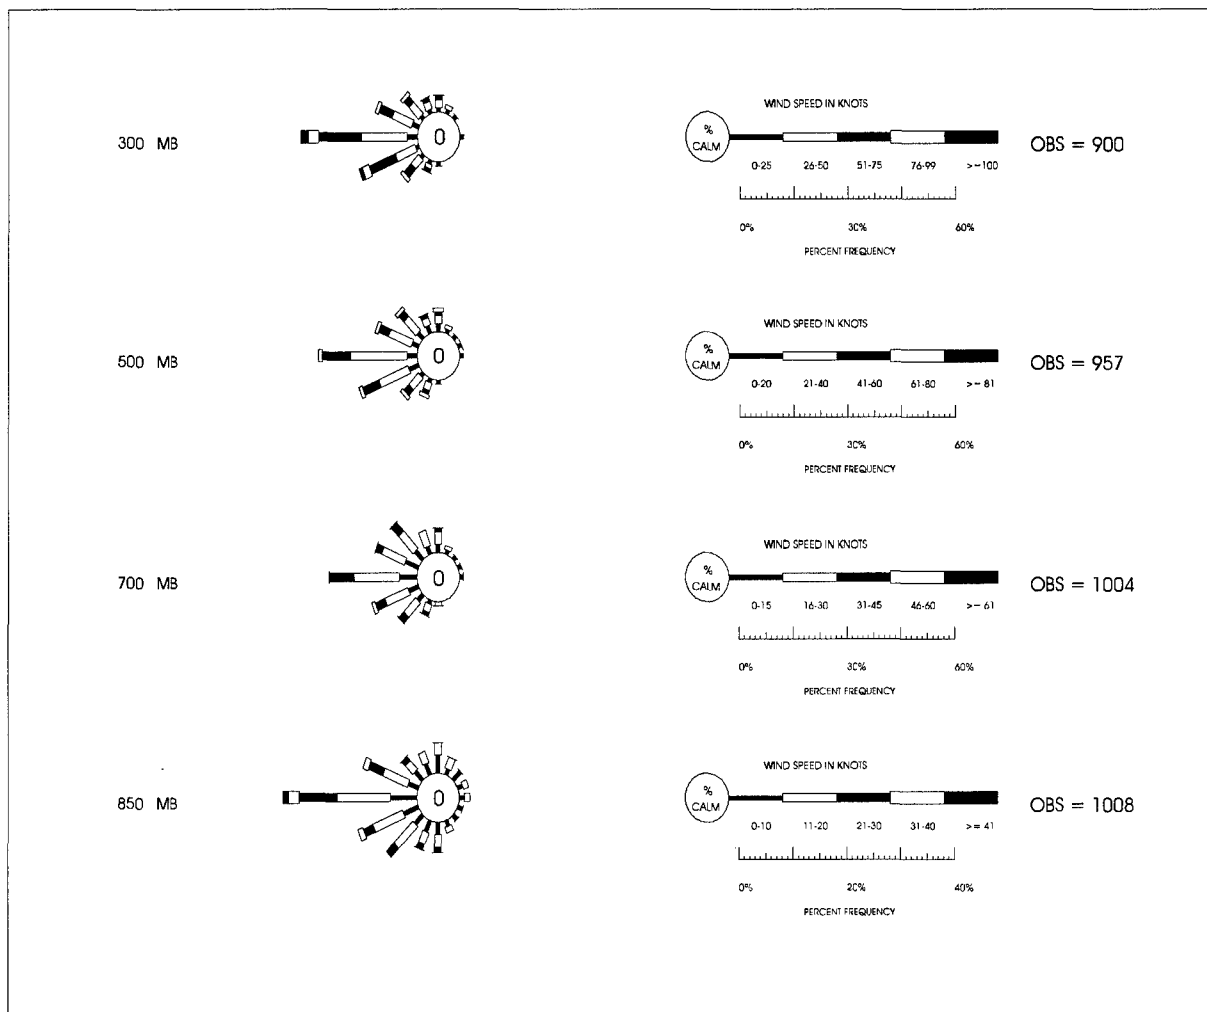 WIND SPEED IN KNOTS
300 MB
0
%
CALM
OBS = 900
0-25 26-50 51-75 76-99 >=100
0% 30% 60%
PERCENT FREQUENCY
WIND SPEED IN KNOTS
500 MB
0
%
CALM
OBS = 957
0-20 21-40 41-60 61-80 >= 81
0% 30% 60%
PERCENT FREQUENCY
WIND SPEED IN KNOTS
700 MB
0
%
CALM
OBS = 1004
0-15 16-30 31-45 46-60 >= 61
0% 30% 60%
PERCENT FREQUENCY
WIND SPEED IN KNOTS
850 MB
0
%
CALM
OBS = 1008
0-10 11-20 21-30 31-40 >= 41
0% 20% 40%
PERCENT FREQUENCY